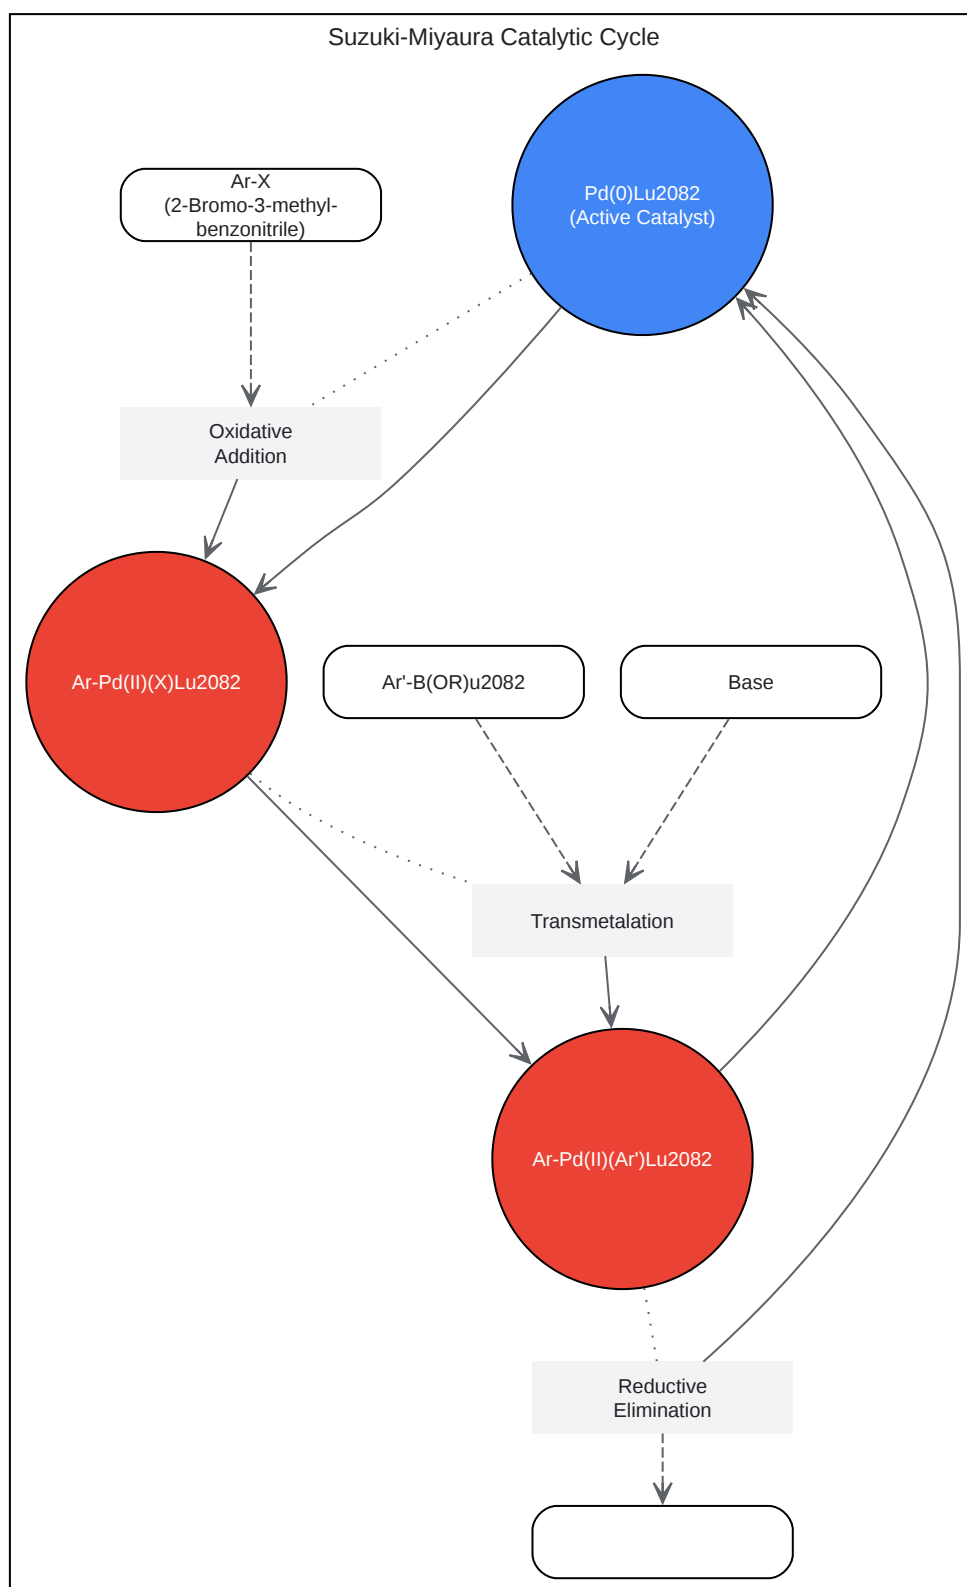 Suzuki-Miyaura Catalytic Cycle
Ar-X
(2-Bromo-3-methyl-
benzonitrile)
Pd(0)Lu2082
(Active Catalyst)
Oxidative
Addition
Ar-Pd(II)(X)Lu2082
Ar'-B(OR)u2082
Base
Transmetalation
Ar-Pd(II)(Ar')Lu2082
Reductive
Elimination